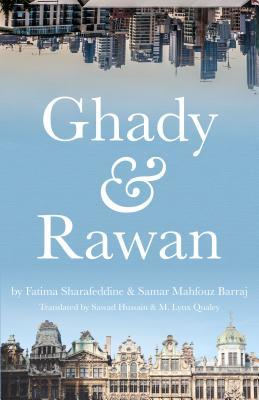 Ghady
&
Rawan
by Fatima Sharafeddine & Samar Mahfouz Barraj
Translated by Sawad Hussain & M. Lynx Qualey